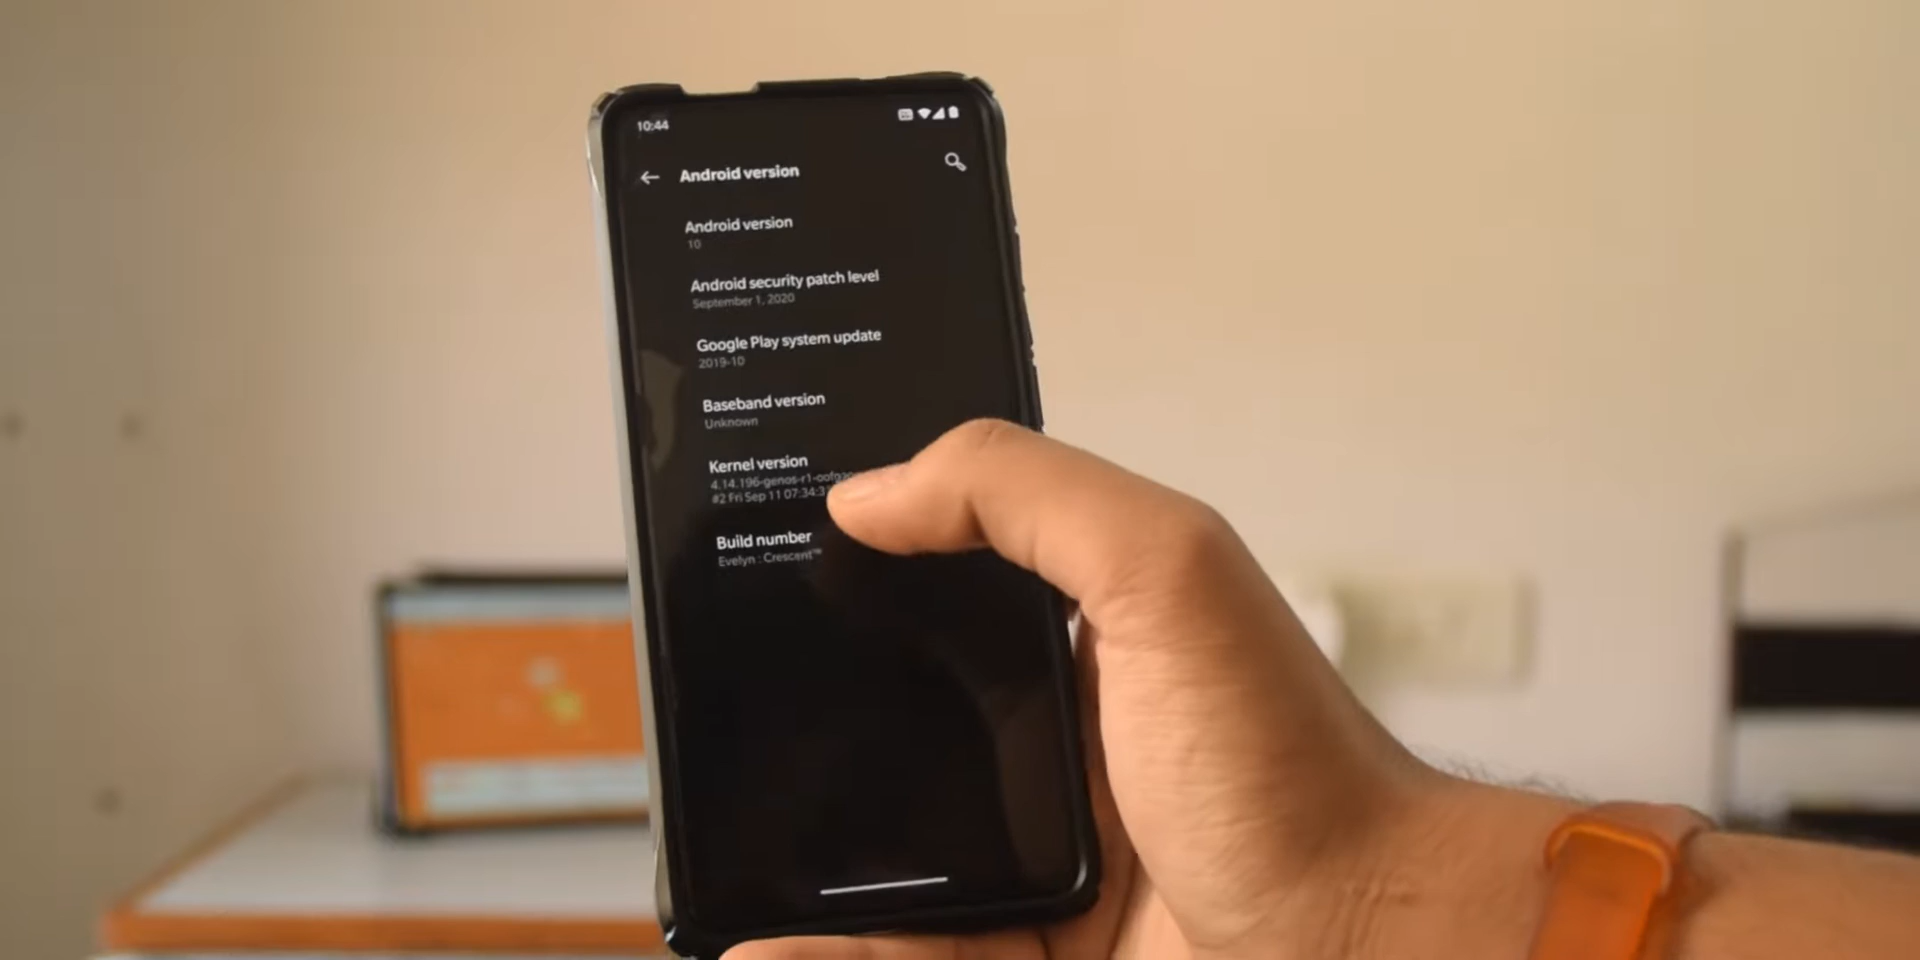 10:44
Android version
Android version
10
Android security patch level
September 1, 2020
Google Play system update
2019-10
Baseband version
Unknown
Kernel version
4.14.196-genos-r1-oofg
#2 Fri Sep 11 07:34:3
Build number
Evelyn : Crescent™